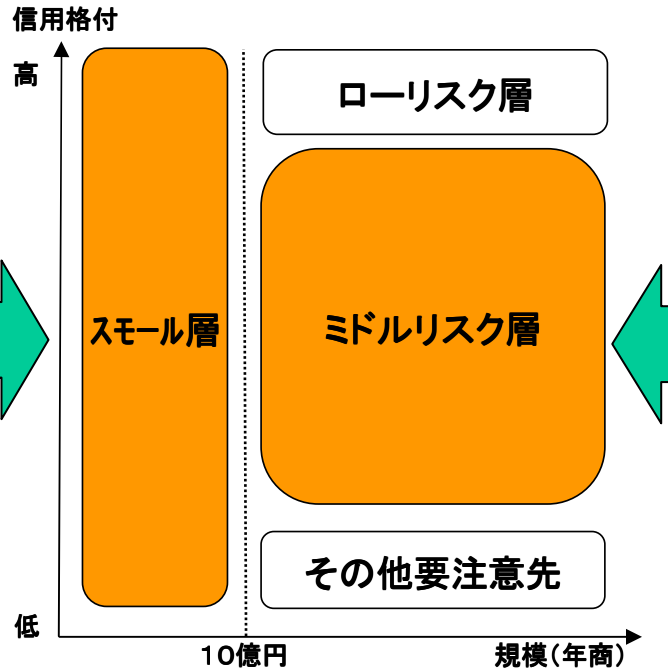 信用格付
高
ローリスク層
スモール層
ミドルリスク層
その他要注意先
低
10億円
規模(年商)